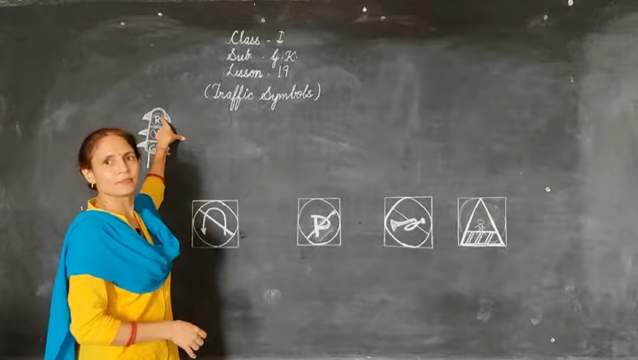 Class - I
Sub. G.K.
Lesson. 19
(Traffic Symbols)
R
Y
G
P